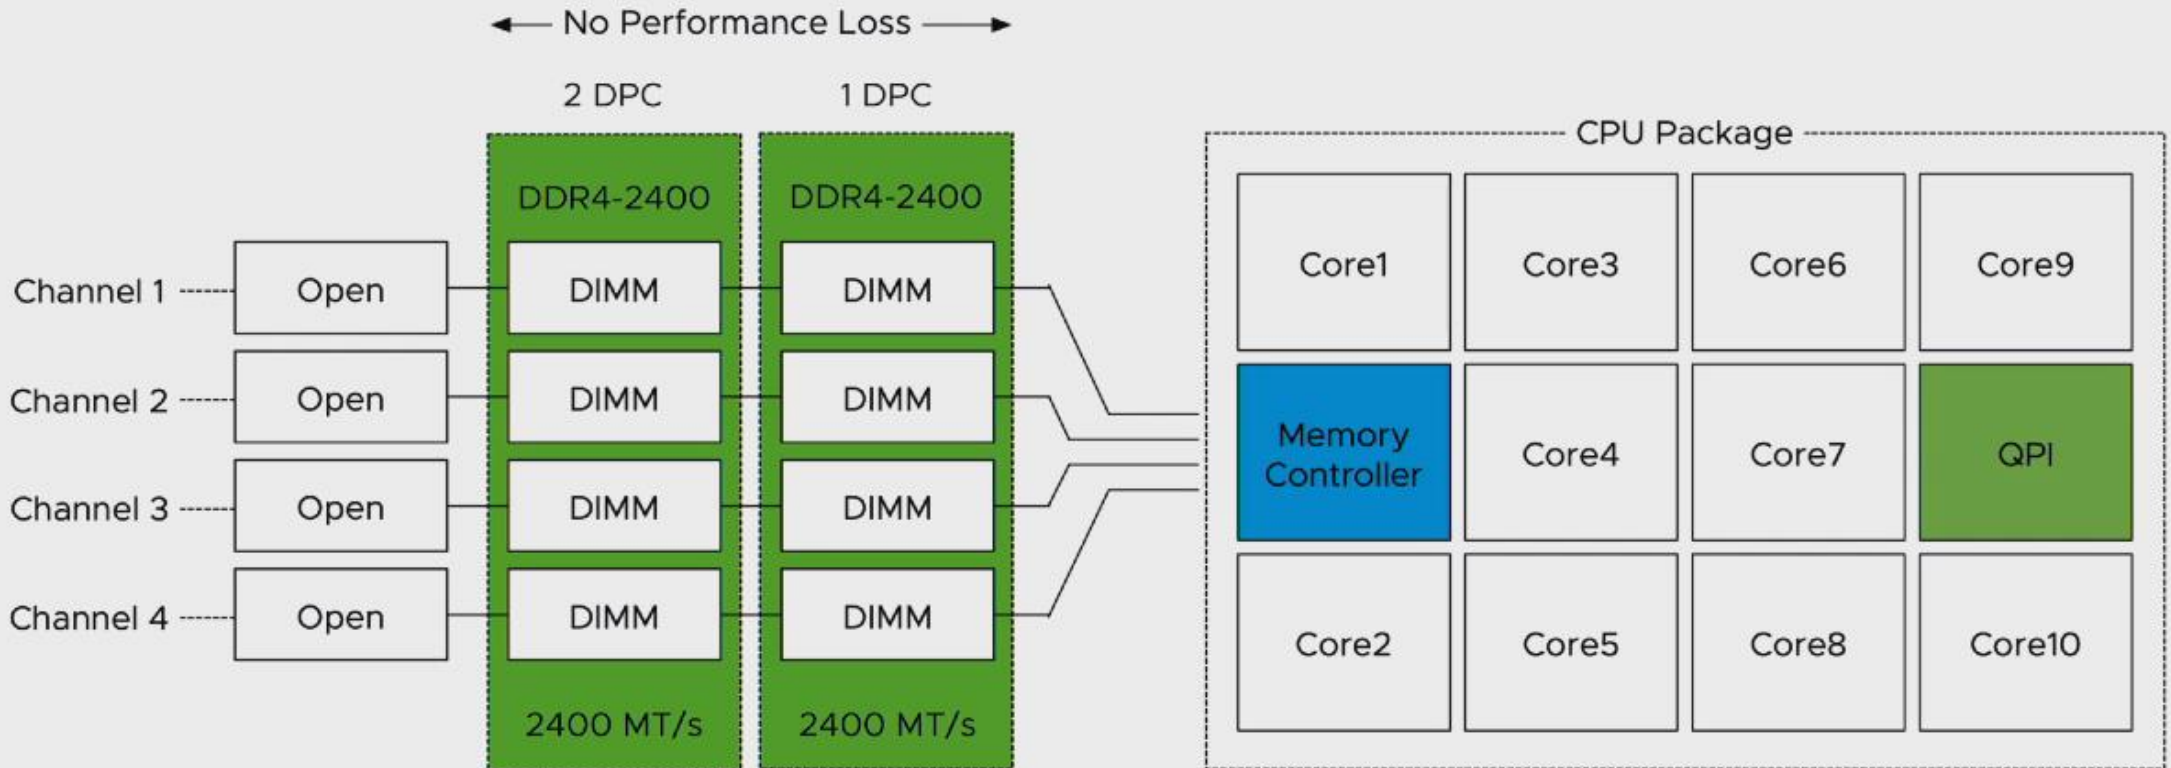 No Performance Loss
2 DPC
1 DPC
CPU Package
DDR4-2400
DDR4-2400
Channel 1
Open
DIMM
DIMM
Channel 2
Open
DIMM
DIMM
Channel 3
Open
DIMM
DIMM
Channel 4
Open
DIMM
DIMM
2400 MT/s
2400 MT/s
Core1
Core3
Core6
Core9
Memory
Controller
Core4
Core7
QPI
Core2
Core5
Core8
Core10